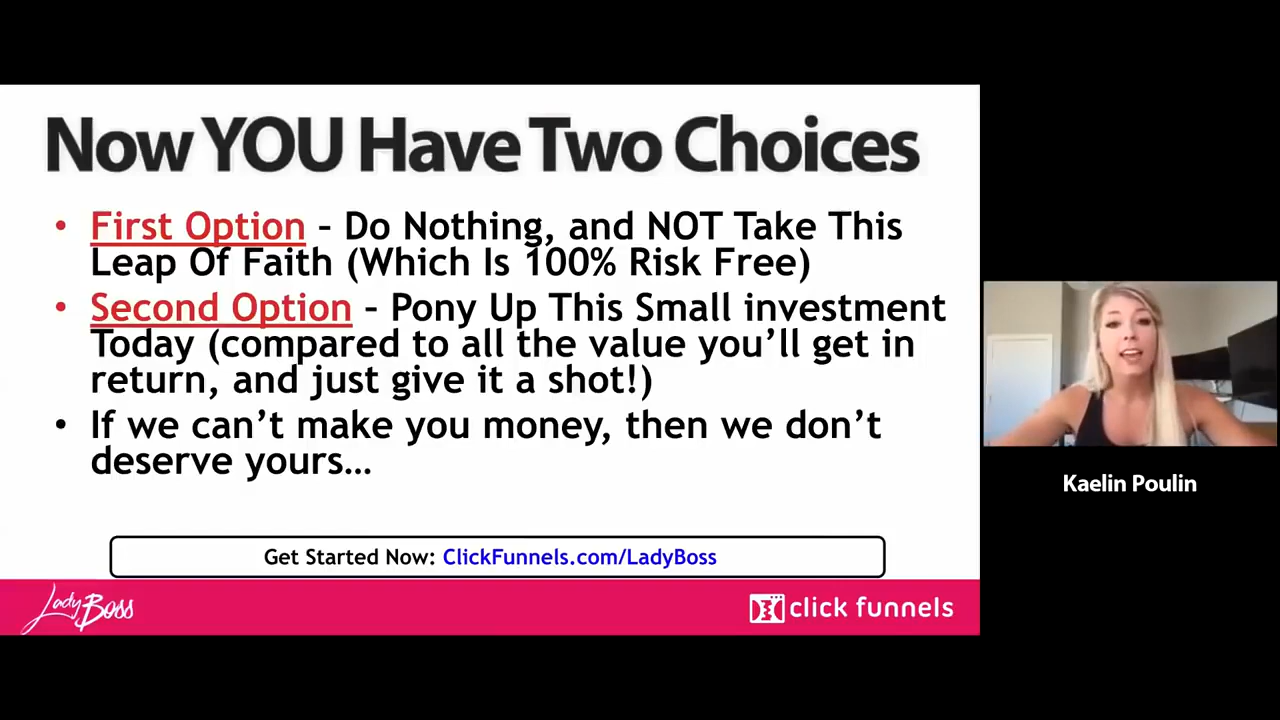 Now YOU Have Two Choices
• First Option – Do Nothing, and NOT Take This
Leap Of Faith (Which Is 100% Risk Free)
• Second Option – Pony Up This Small investment
Today (compared to all the value you’ll get in
return, and just give it a shot!)
• If we can’t make you money, then we don’t
deserve yours…
Get Started Now: ClickFunnels.com/LadyBoss
Lady Boss
click funnels
Kaelin Poulin